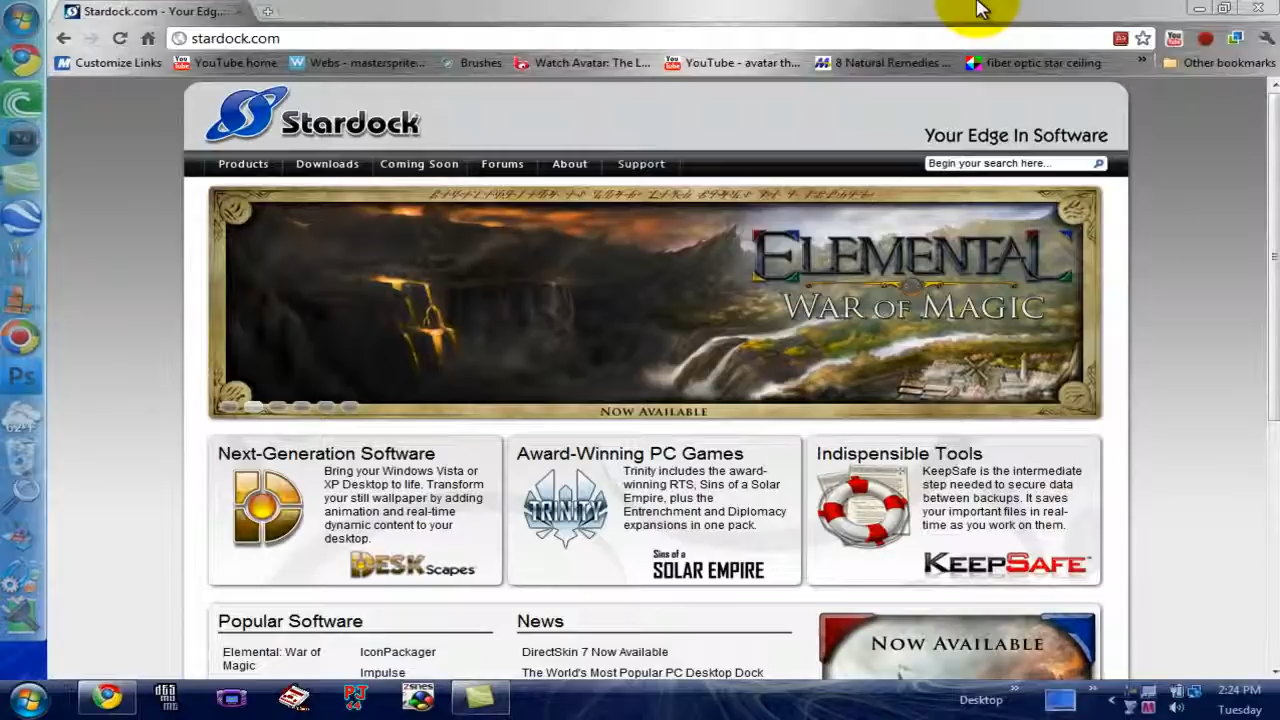 Stardock.com - Your Edg...
stardock.com
Customize Links
YouTube home
Webs - mastersprite...
Brushes
Watch Avatar: The L...
YouTube - avatar th...
8 Natural Remedies ...
fiber optic star ceiling
»
Other bookmarks
Stardock
Your Edge In Software
Products
Downloads
Coming Soon
Forums
About
Support
Begin your search here...
ELEMENTAL
WAR OF MAGIC
NOW AVAILABLE
Next-Generation Software
Bring your Windows Vista or
XP Desktop to life. Transform
your still wallpaper by adding
animation and real-time
dynamic content to your
desktop.
DESKSCAPES
Award-Winning PC Games
Trinity includes the award-
winning RTS, Sins of a Solar
Empire, plus the
Entrenchment and Diplomacy
expansions in one pack.
TRINITY
Sins of a
SOLAR EMPIRE
Indispensible Tools
KeepSafe is the intermediate
step needed to secure data
between backups. It saves
your important files in real-
time as you work on them.
KEEPSAFE™
Popular Software
Elemental: War of
Magic
IconPackager
Impulse
News
DirectSkin 7 Now Available
The World's Most Popular PC Desktop Dock
NOW AVAILABLE
Ps
62°F
PJ
64
zsnes
Desktop
»
2:24 PM
Tuesday